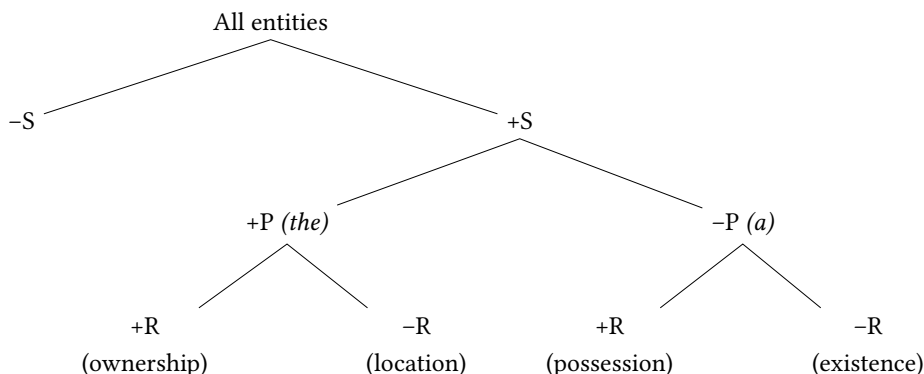 All entities
–S +S
+P (the) –P (a)
+R –R +R –R
(ownership) (location) (possession) (existence)